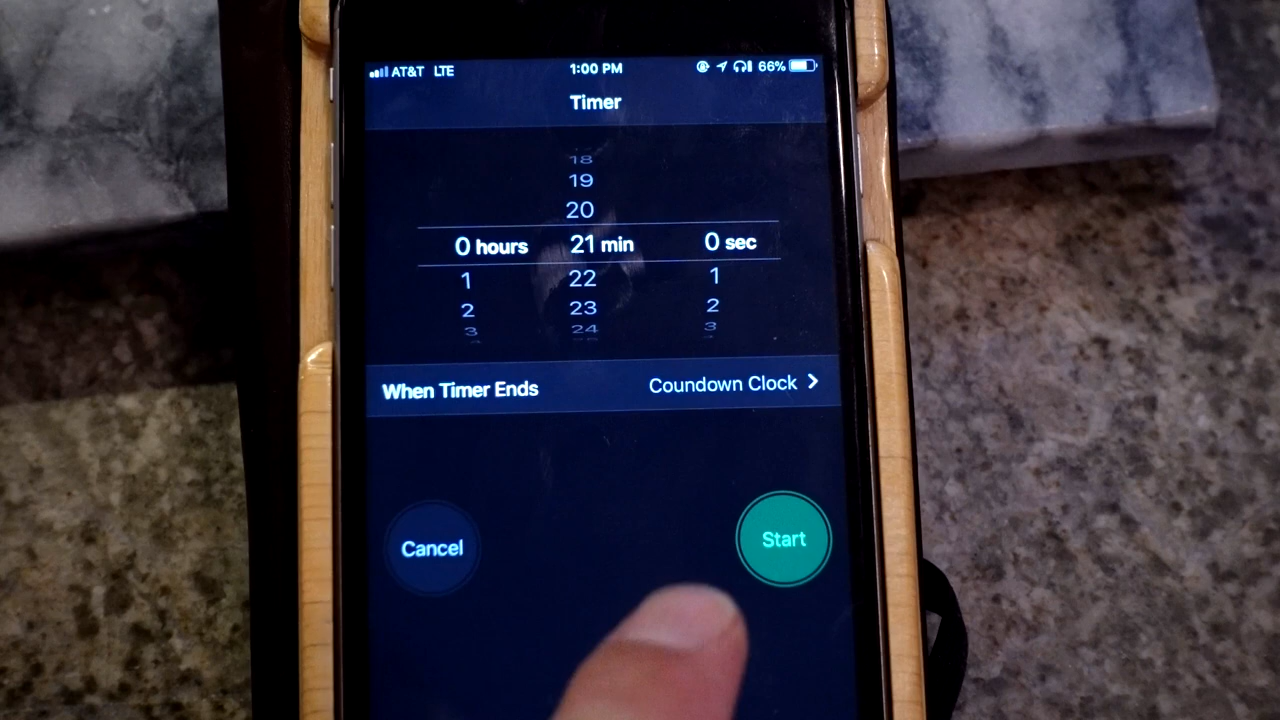 AT&T LTE 1:00 PM 66%
Timer
18
19
20
0 hours 21 min 0 sec
1 22 1
2 23 2
3 24 3
When Timer Ends Coundown Clock
Cancel Start